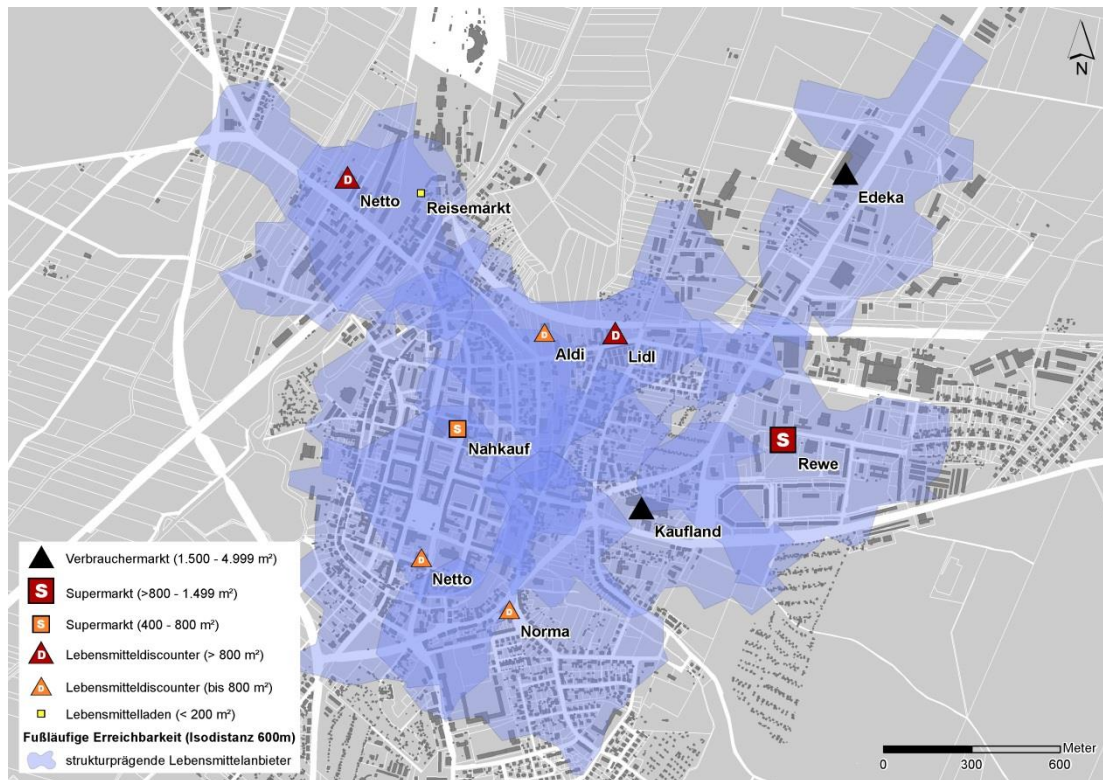 N
D
Netto
Reisemärkt
Edeka
D
Aldi
D
Lidl
S
Nahkauf
S
Rewe
Kaufland
D
Netto
D
Norma
Verbrauchermarkt (1.500 - 4.999 m²)
S Supermarkt (>800 - 1.499 m²)
S Supermarkt (400 - 800 m²)
D Lebensmitteldiscounter (> 800 m²)
D Lebensmitteldiscounter (bis 800 m²)
Lebensmittelladen (< 200 m²)
Fußläufige Erreichbarkeit (Isodistanz 600m)
strukturprägende Lebensmittelanbieter
Meter
0 300 600